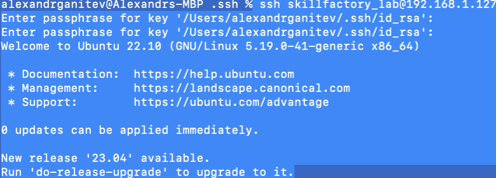 alexandrganitev@Alexandrs-MBP .ssh % ssh skillfactory_lab@192.168.1.127
Enter passphrase for key '/Users/alexandrganitev/.ssh/id_rsa':
Enter passphrase for key '/Users/alexandrganitev/.ssh/id_rsa':
Welcome to Ubuntu 22.10 (GNU/Linux 5.19.0-41-generic x86_64)
* Documentation:  https://help.ubuntu.com
* Management:     https://landscape.canonical.com
* Support:        https://ubuntu.com/advantage
0 updates can be applied immediately.
New release '23.04' available.
Run 'do-release-upgrade' to upgrade to it.